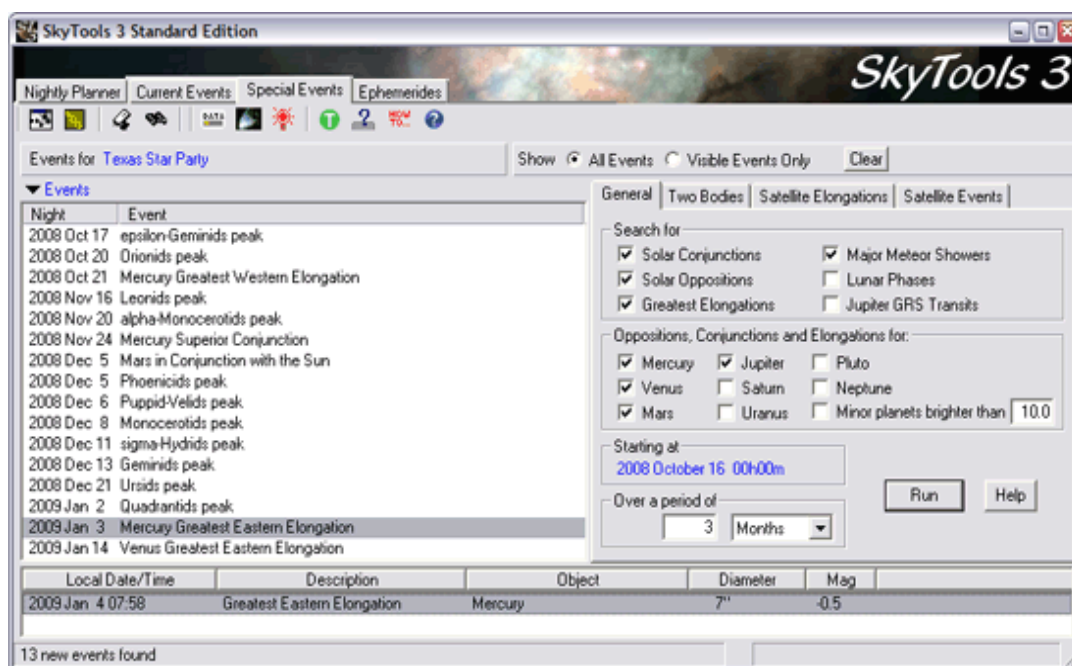 SkyTools 3 Standard Edition
SkyTools 3
Nightly Planner Current Events Special Events Ephemerides
DATA T ? HOW TO... ?
Events for Texas Star Party
Show All Events Visible Events Only Clear
Events
Night Event
2008 Oct 17 epsilon-Geminids peak
2008 Oct 20 Orionids peak
2008 Oct 21 Mercury Greatest Western Elongation
2008 Nov 16 Leonids peak
2008 Nov 20 alpha-Monocerotids peak
2008 Nov 24 Mercury Superior Conjunction
2008 Dec 5 Mars in Conjunction with the Sun
2008 Dec 5 Phoenicids peak
2008 Dec 6 Puppid-Velids peak
2008 Dec 8 Monocerotids peak
2008 Dec 11 sigma-Hydrids peak
2008 Dec 13 Geminids peak
2008 Dec 21 Ursids peak
2009 Jan 2 Quadrantids peak
2009 Jan 3 Mercury Greatest Eastern Elongation
2009 Jan 14 Venus Greatest Eastern Elongation
General Two Bodies Satellite Elongations Satellite Events
Search for
Solar Conjunctions Major Meteor Showers
Solar Oppositions Lunar Phases
Greatest Elongations Jupiter GRS Transits
Oppositions, Conjunctions and Elongations for:
Mercury Jupiter Pluto
Venus Saturn Neptune
Mars Uranus Minor planets brighter than 10.0
Starting at
2008 October 16 00h00m
Over a period of
3 Months
Run Help
Local Date/Time Description Object Diameter Mag
2009 Jan 4 07:58 Greatest Eastern Elongation Mercury 7" -0.5
13 new events found